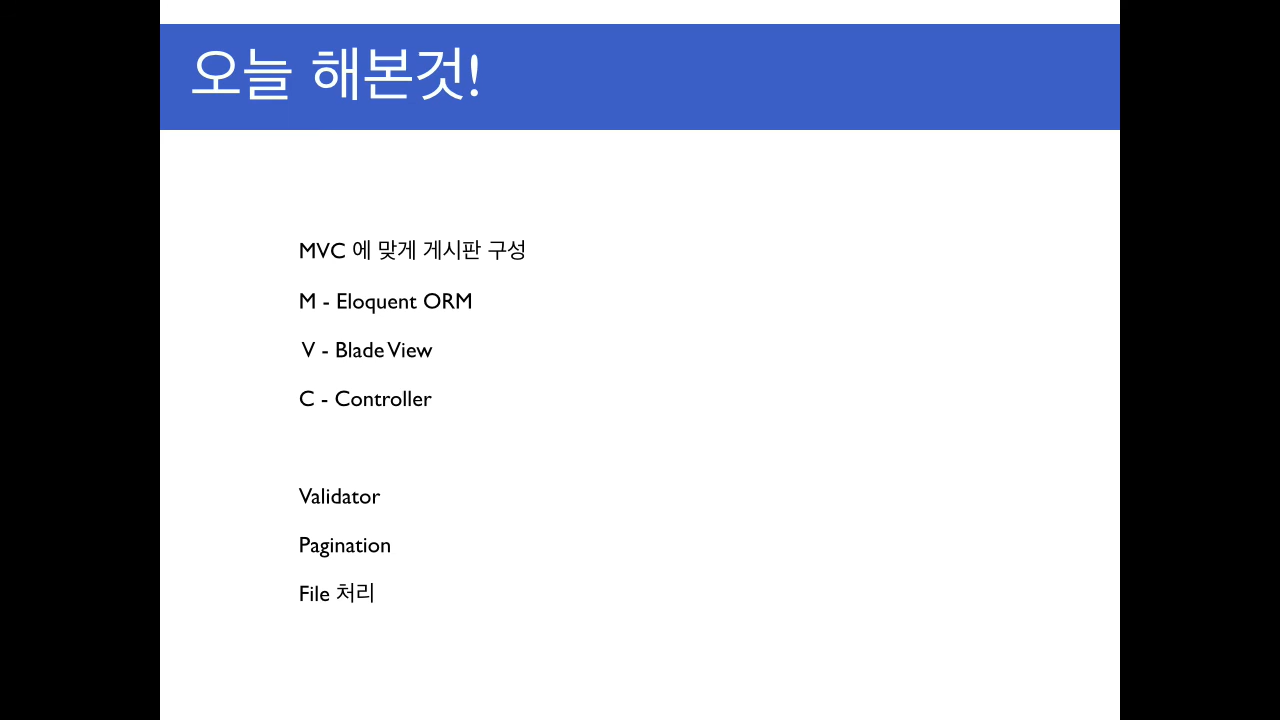 오늘 해본것!
MVC 에 맞게 게시판 구성
M - Eloquent ORM
V - Blade View
C - Controller
Validator
Pagination
File 처리